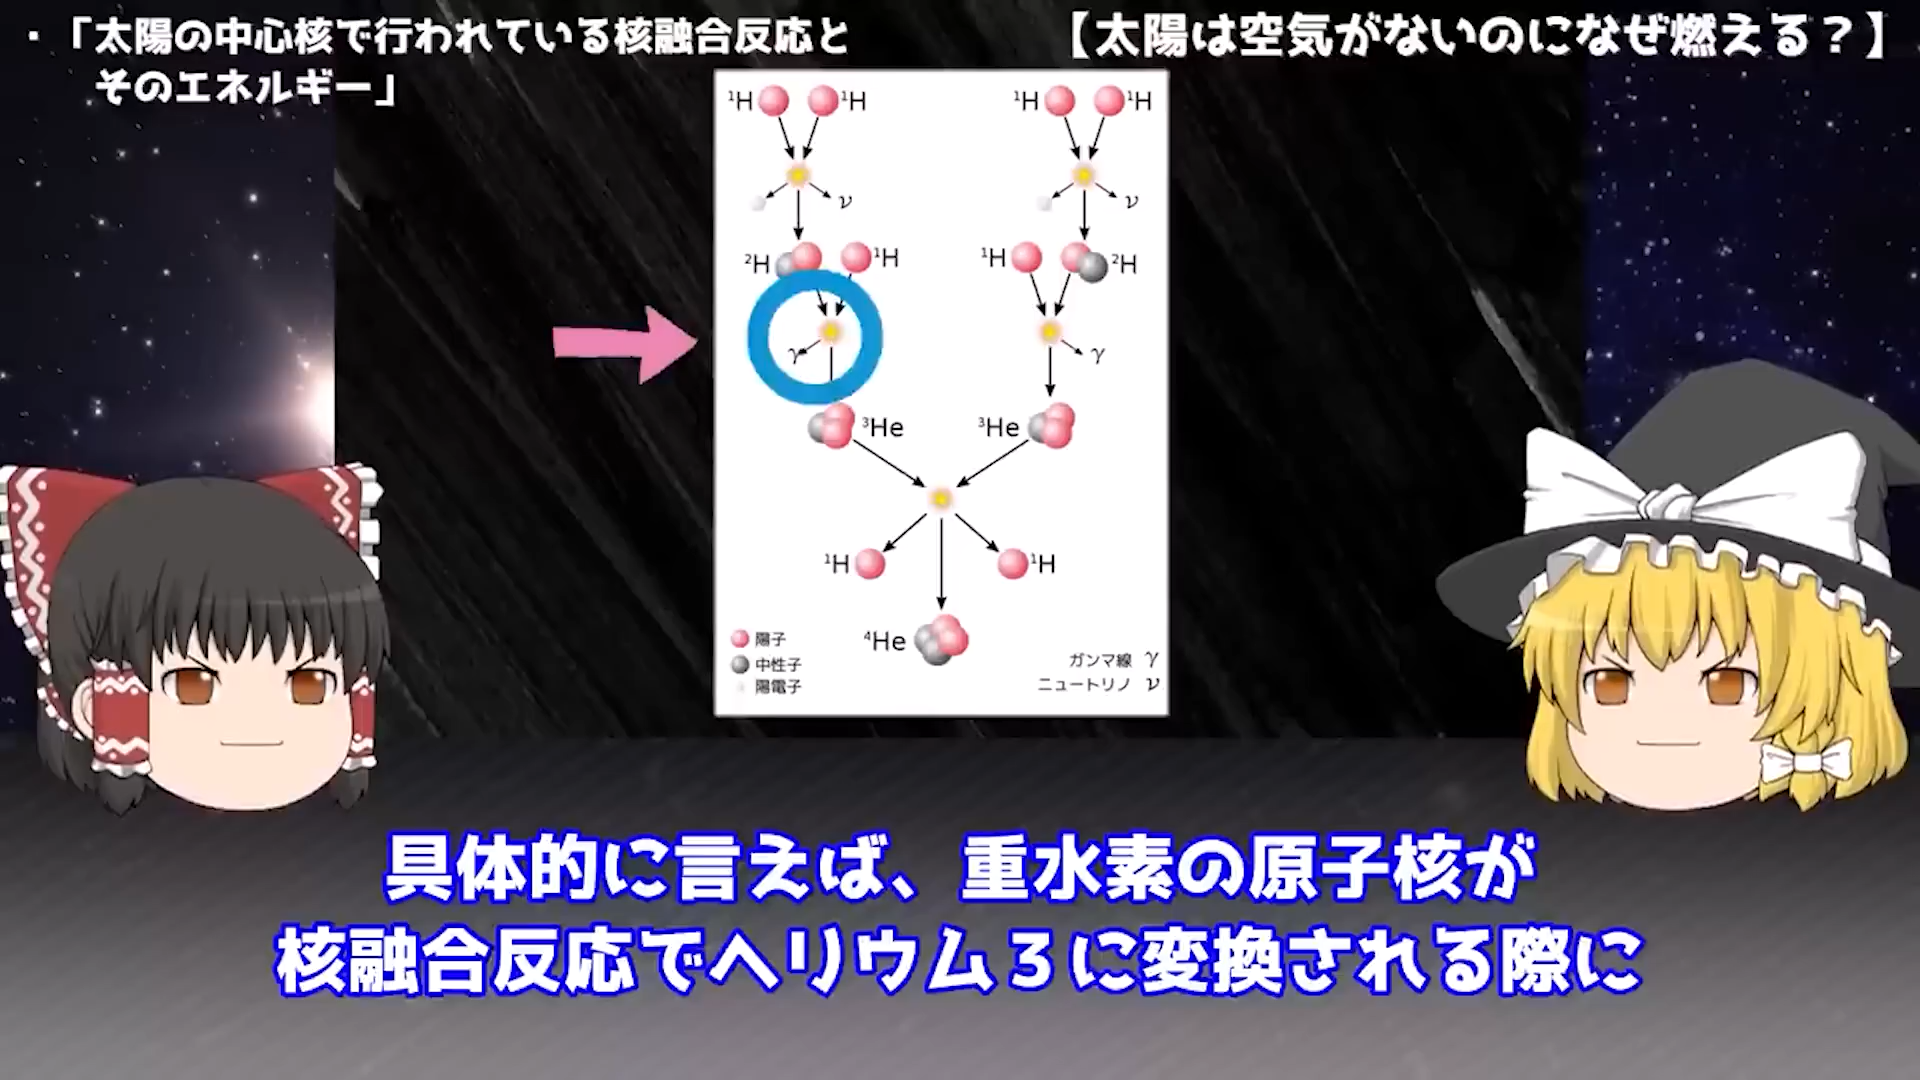 ・「太陽の中心核で行われている核融合反応と
そのエネルギー」
【太陽は空気がないのになぜ燃える？】
¹H ¹H ¹H ¹H
ν ν
²H ¹H ¹H ²H
γ γ
³He ³He
¹H ¹H
⁴He
陽子
中性子
陽電子
ガンマ線 γ
ニュートリノ ν
具体的に言えば、重水素の原子核が
核融合反応でヘリウム３に変換される際に